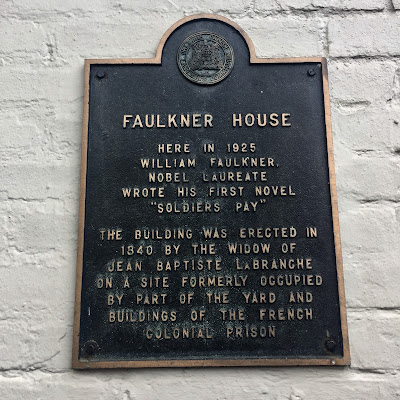 FAULKNER HOUSE
HERE IN 1925
WILLIAM FAULKNER,
NOBEL LAUREATE
WROTE HIS FIRST NOVEL
"SOLDIERS PAY"
THE BUILDING WAS ERECTED IN
1840 BY THE WIDOW OF
JEAN BAPTISTE LaBRANCHE
ON A SITE FORMERLY OCCUPIED
BY PART OF THE YARD AND
BUILDINGS OF THE FRENCH
COLONIAL PRISON